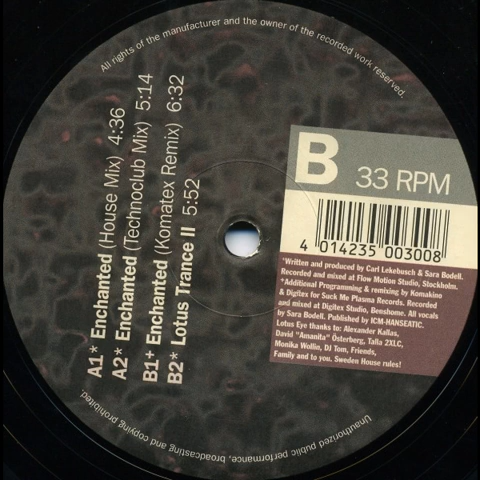 All rights of the manufacturer and the owner of the recorded work reserved.
A1* Enchanted (House Mix) 4:36
A2* Enchanted (Technoclub Mix) 5:14
B1+ Enchanted (Komatex Remix) 6:32
B2* Lotus Trance II 5:52
B 33 RPM
4 014235 003008
*Written and produced by Carl Lekebusch & Sara Bodell.
Recorded and mixed at Flow Motion Studio, Stockholm.
+Additional Programming & remixing by Komakino
& Digitex for Suck Me Plasma Records. Recorded
and mixed at Digitex Studio, Benshome. All vocals
by Sara Bodell. Published by ICM-HANSEATIC.
Lotus Eye thanks to: Alexander Kallas,
David "Amanita" Österberg, Talla 2XLC,
Monika Wollin, DJ Tom, Friends,
Family and to you. Sweden House rules!
Unauthorized public performance, broadcasting and copying prohibited.